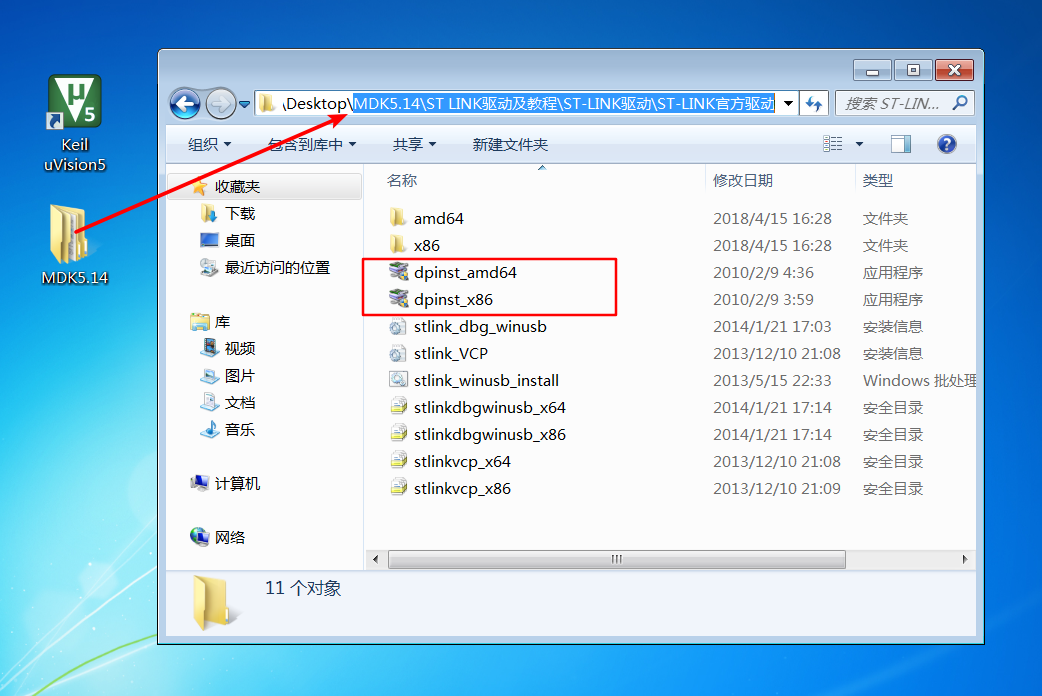 Keil
uVision5
MDK5.14
\Desktop\MDK5.14\ST LINK驱动及教程\ST-LINK驱动\ST-LINK官方驱动
搜索 ST-LIN...
组织
包含到库中
共享
新建文件夹
收藏夹
下载
桌面
最近访问的位置
库
视频
图片
文档
音乐
计算机
网络
名称 修改日期 类型
amd64 2018/4/15 16:28 文件夹
x86 2018/4/15 16:28 文件夹
dpinst_amd64 2010/2/9 4:36 应用程序
dpinst_x86 2010/2/9 3:59 应用程序
stlink_dbg_winusb 2014/1/21 17:03 安装信息
stlink_VCP 2013/12/10 21:08 安装信息
stlink_winusb_install 2013/5/15 22:33 Windows 批处理
stlinkdbgwinusb_x64 2014/1/21 17:14 安全目录
stlinkdbgwinusb_x86 2014/1/21 17:14 安全目录
stlinkvcp_x64 2013/12/10 21:08 安全目录
stlinkvcp_x86 2013/12/10 21:09 安全目录
11 个对象